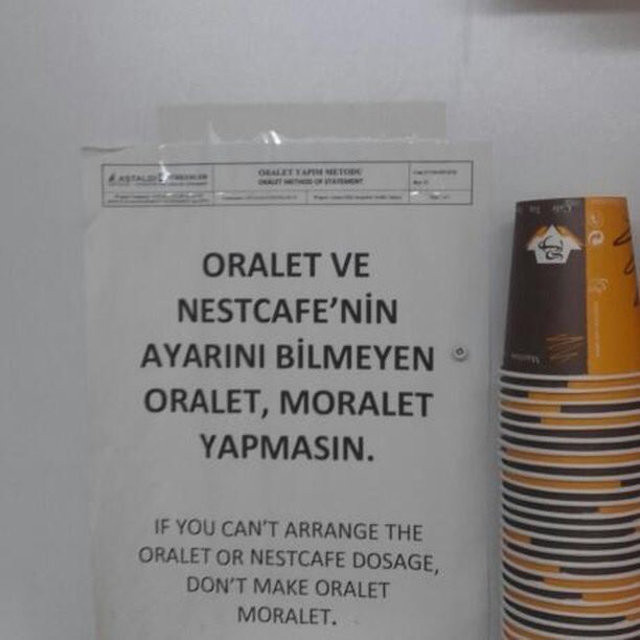 ASTALDI
ORALET YAPIM METODU
ORALET METHOD OF STATEMENT
ORALET VE
NESTCAFE'NİN
AYARINI BİLMEYEN
ORALET, MORALET
YAPMASIN.
IF YOU CAN'T ARRANGE THE
ORALET OR NESTCAFE DOSAGE,
DON'T MAKE ORALET
MORALET.